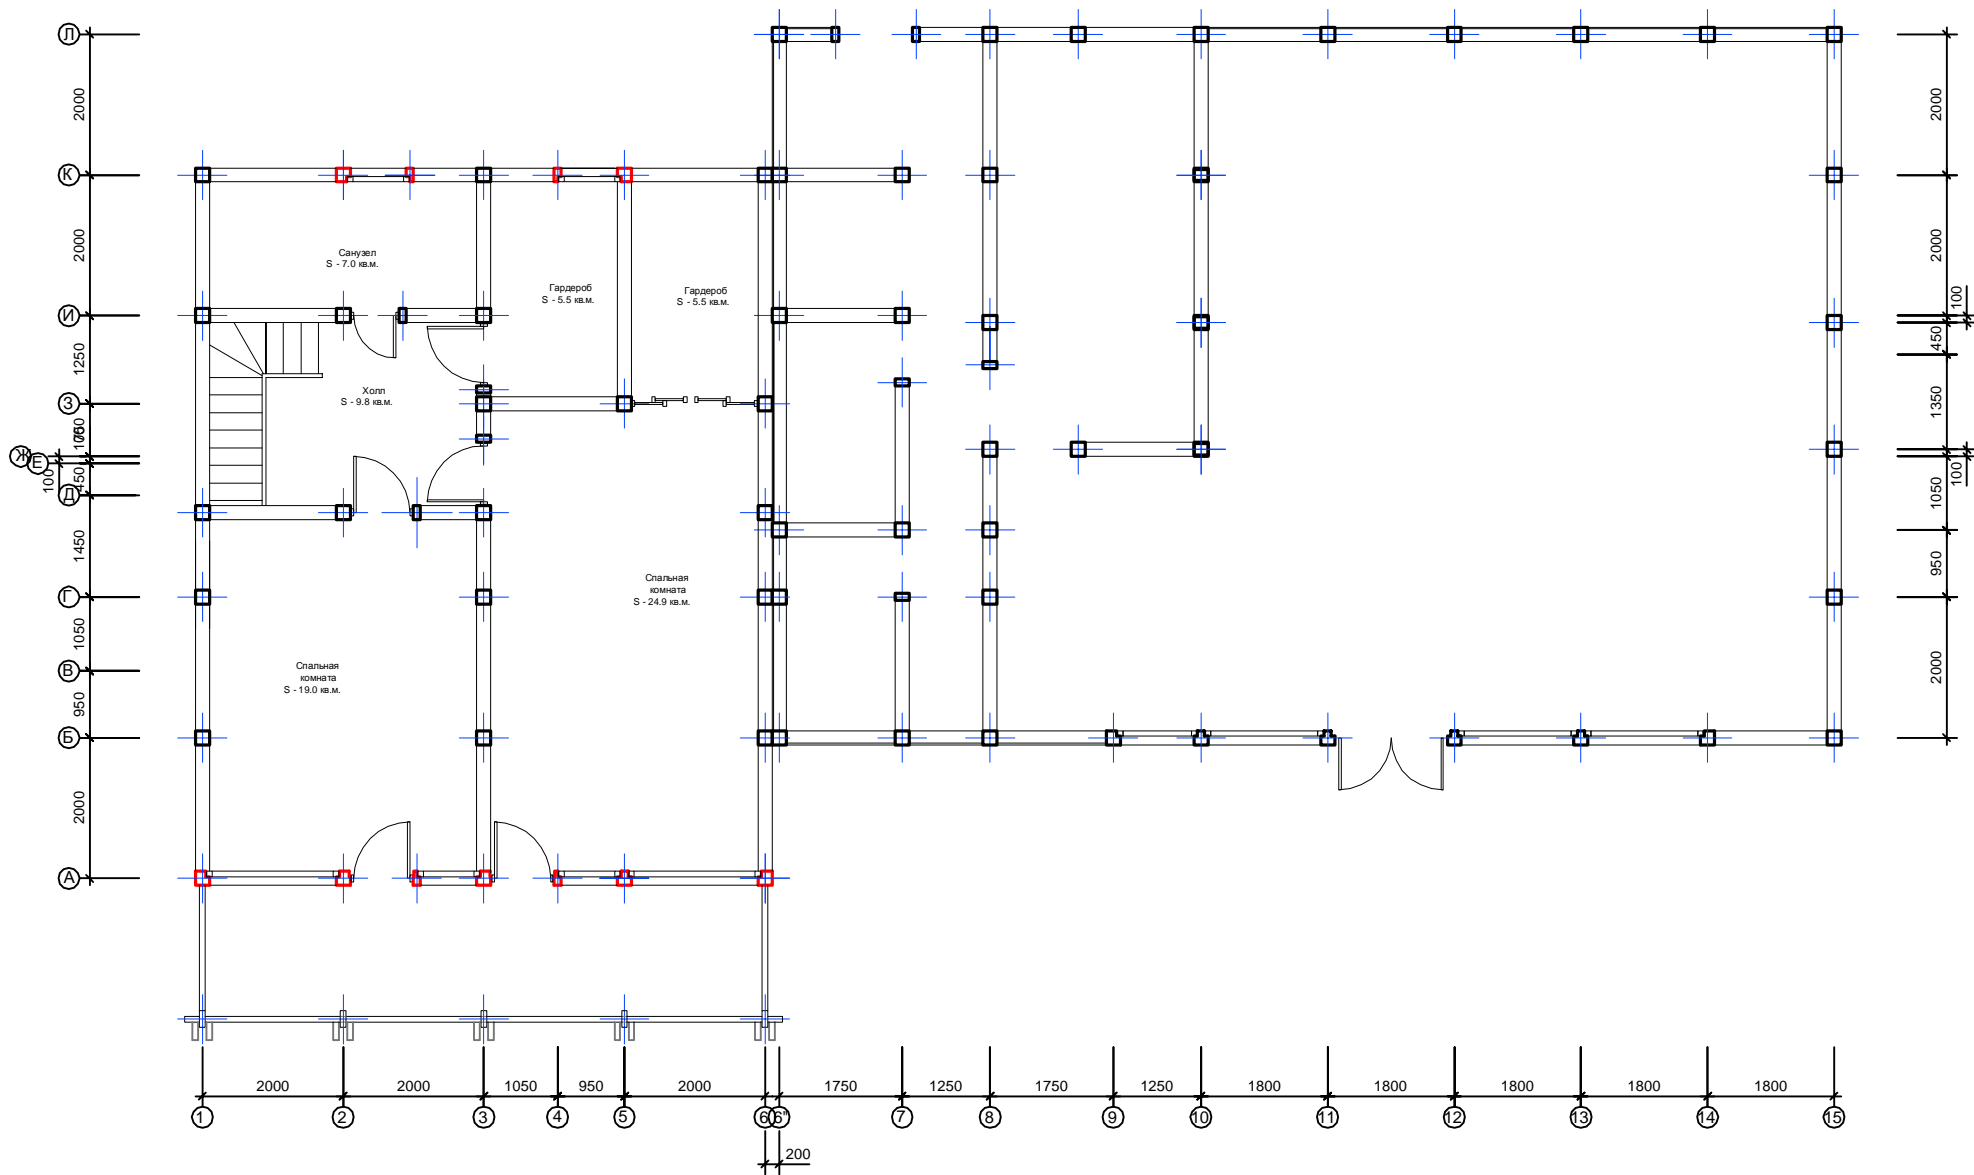 Л
К
И
З
Ж
Е
Д
Г
В
Б
А
2000
2000
1250
1050
100
450
1450
1050
950
2000
Санузел
S - 7.0 кв.м.
Гардероб
S - 5.5 кв.м.
Гардероб
S - 5.5 кв.м.
Холл
S - 9.8 кв.м.
Спальная
комната
S - 24.9 кв.м.
Спальная
комната
S - 19.0 кв.м.
2000
2000
100
450
1350
100
1050
950
2000
2000
2000
1050
950
2000
1750
1250
1750
1250
1800
1800
1800
1800
1800
1
2
3
4
5
6
6"
7
8
9
10
11
12
13
14
15
200